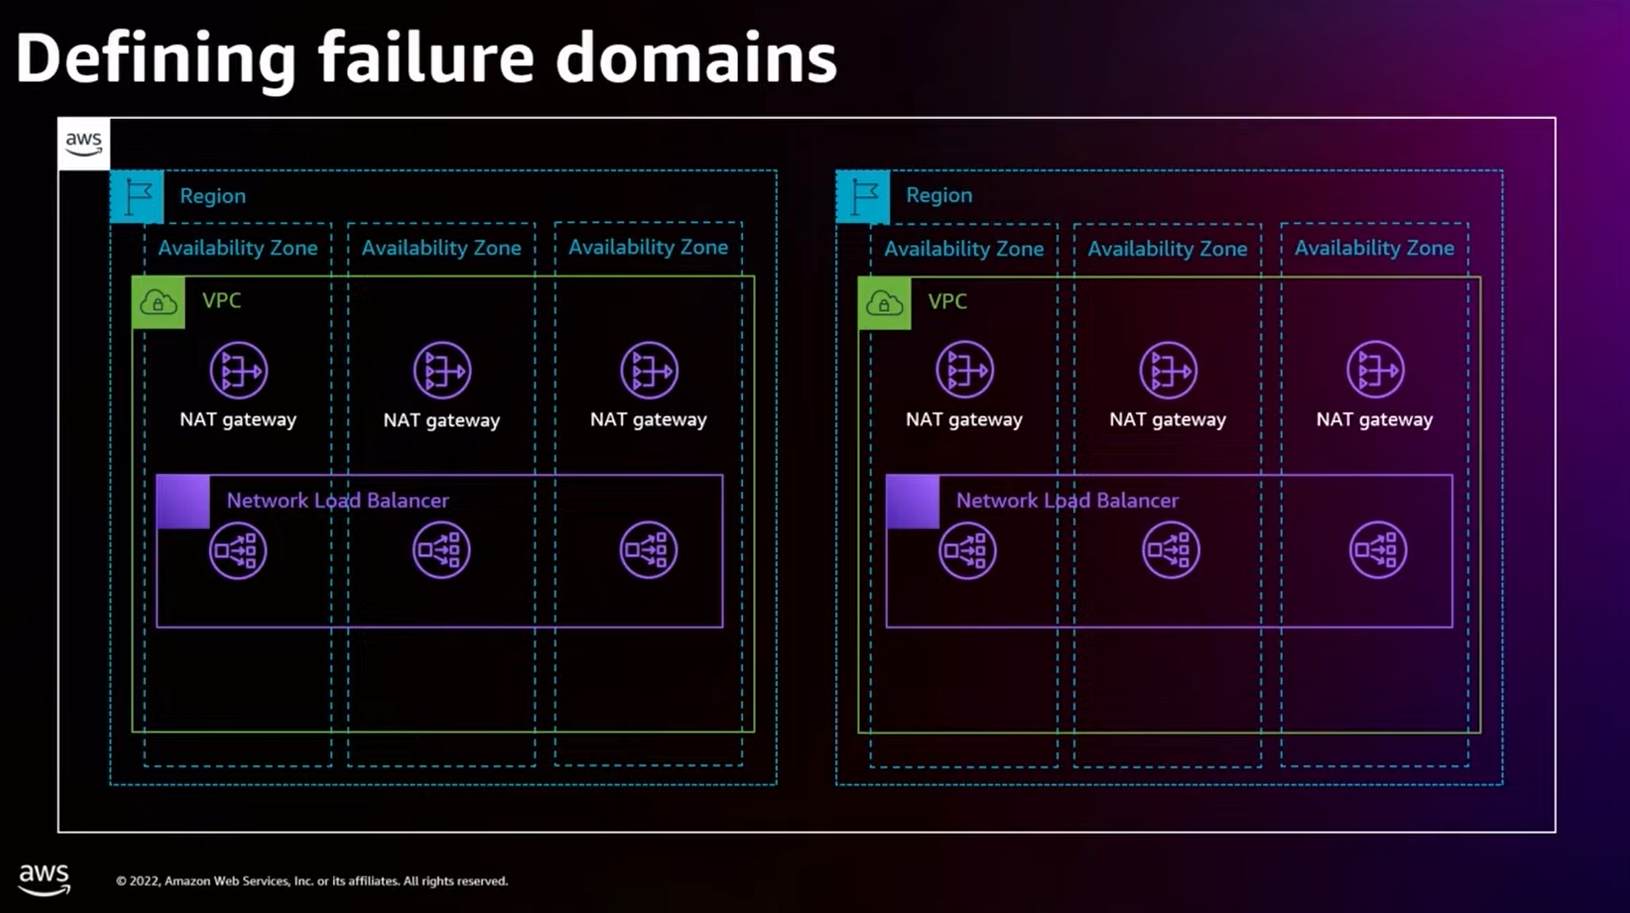 Defining failure domains
aws
Region
Availability Zone
Availability Zone
Availability Zone
VPC
NAT gateway
NAT gateway
NAT gateway
Network Load Balancer
Region
Availability Zone
Availability Zone
Availability Zone
VPC
NAT gateway
NAT gateway
NAT gateway
Network Load Balancer
aws
© 2022, Amazon Web Services, Inc. or its affiliates. All rights reserved.